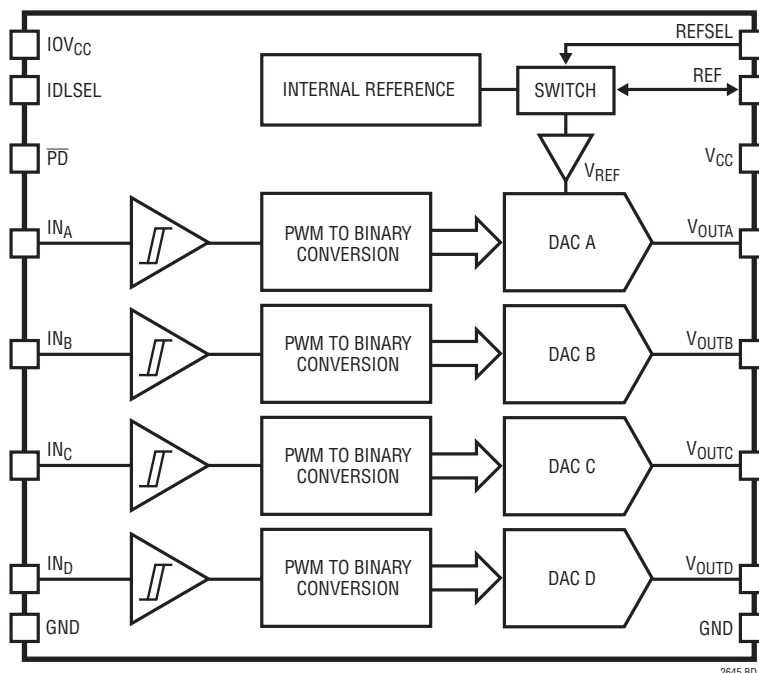 IOVCC
REFSEL
IDLSEL
INTERNAL REFERENCE
SWITCH
REF
PD
VREF
VCC
INA
PWM TO BINARY
CONVERSION
DAC A
VOUTA
INB
PWM TO BINARY
CONVERSION
DAC B
VOUTB
INC
PWM TO BINARY
CONVERSION
DAC C
VOUTC
IND
PWM TO BINARY
CONVERSION
DAC D
VOUTD
GND
GND
2645 BD